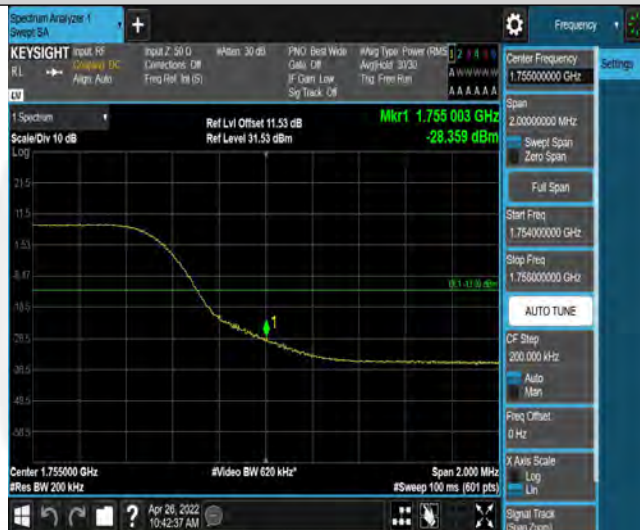 Spectrum Analyzer 1
Swept SA
+
Frequency
KEYSIGHT
RL
Input: RF
Coupling: DC
Align: Auto
Input Z: 50 Ω
Corrections: Off
Freq Ref: Int (S)
#Atten: 30 dB
PNO: Best Wide
Gate: Off
IF Gain: Low
Sig Track: Off
#Avg Type: Power (RMS
Avg|Hold: 30/30
Trig: Free Run
LW
1 Spectrum
Scale/Div 10 dB
Log
Ref Lvl Offset 11.53 dB
Ref Level 31.53 dBm
Mkr1 1.755 003 GHz
-28.359 dBm
21.5
11.5
1.53
-8.47
-18.5
-28.5
-38.5
-48.5
-58.5
1
Center 1.755000 GHz
#Res BW 200 kHz
#Video BW 620 kHz*
Span 2.000 MHz
#Sweep 100 ms (601 pts)
Center Frequency
1.755000000 GHz
Settings
Span
2.00000000 MHz
Swept Span
Zero Span
Full Span
Start Freq
1.754000000 GHz
Stop Freq
1.756000000 GHz
AUTO TUNE
CF Step
200.000 kHz
Auto
Man
Freq Offset
0 Hz
X Axis Scale
Log
Lin
Signal Track
(Span Zoom)
?
Apr 26, 2022
10:42:37 AM